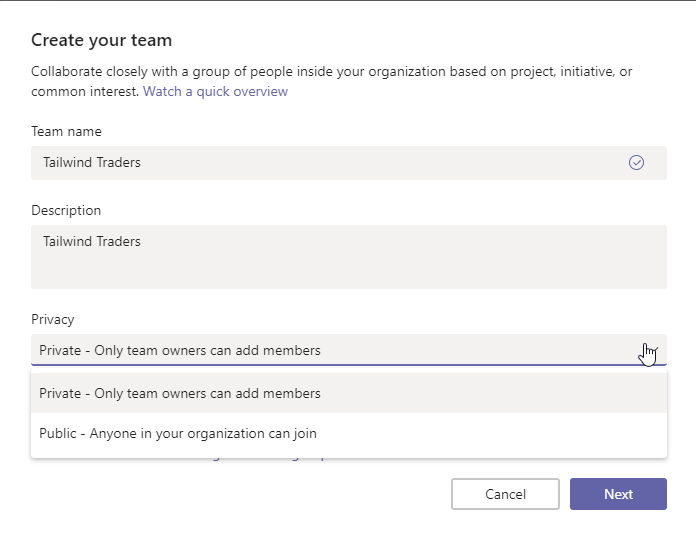 Create your team
Collaborate closely with a group of people inside your organization based on project, initiative, or
common interest. Watch a quick overview
Team name
Tailwind Traders
Description
Tailwind Traders
Privacy
Private - Only team owners can add members
Private - Only team owners can add members
Public - Anyone in your organization can join
Cancel
Next